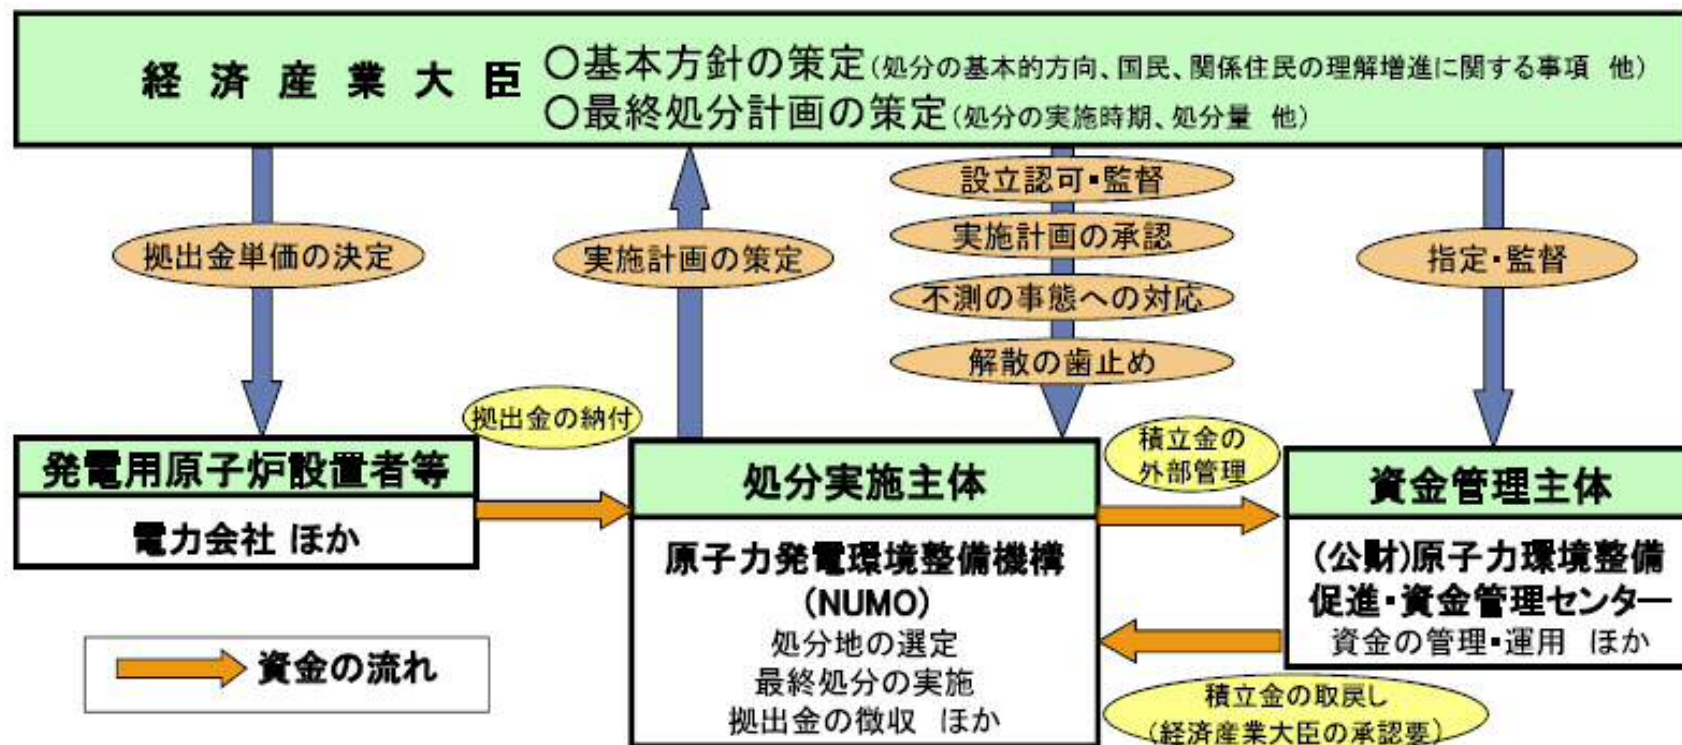 経済産業大臣
○基本方針の策定(処分の基本的方向、国民、関係住民の理解増進に関する事項 他)
○最終処分計画の策定(処分の実施時期、処分量 他)
拠出金単価の決定
実施計画の策定
設立認可・監督
実施計画の承認
不測の事態への対応
解散の歯止め
指定・監督
拠出金の納付
積立金の
外部管理
発電用原子炉設置者等
電力会社 ほか
処分実施主体
原子力発電環境整備機構
(NUMO)
処分地の選定
最終処分の実施
拠出金の徴収 ほか
資金管理主体
(公財)原子力環境整備
促進・資金管理センター
資金の管理・運用 ほか
積立金の取戻し
(経済産業大臣の承認要)
資金の流れ